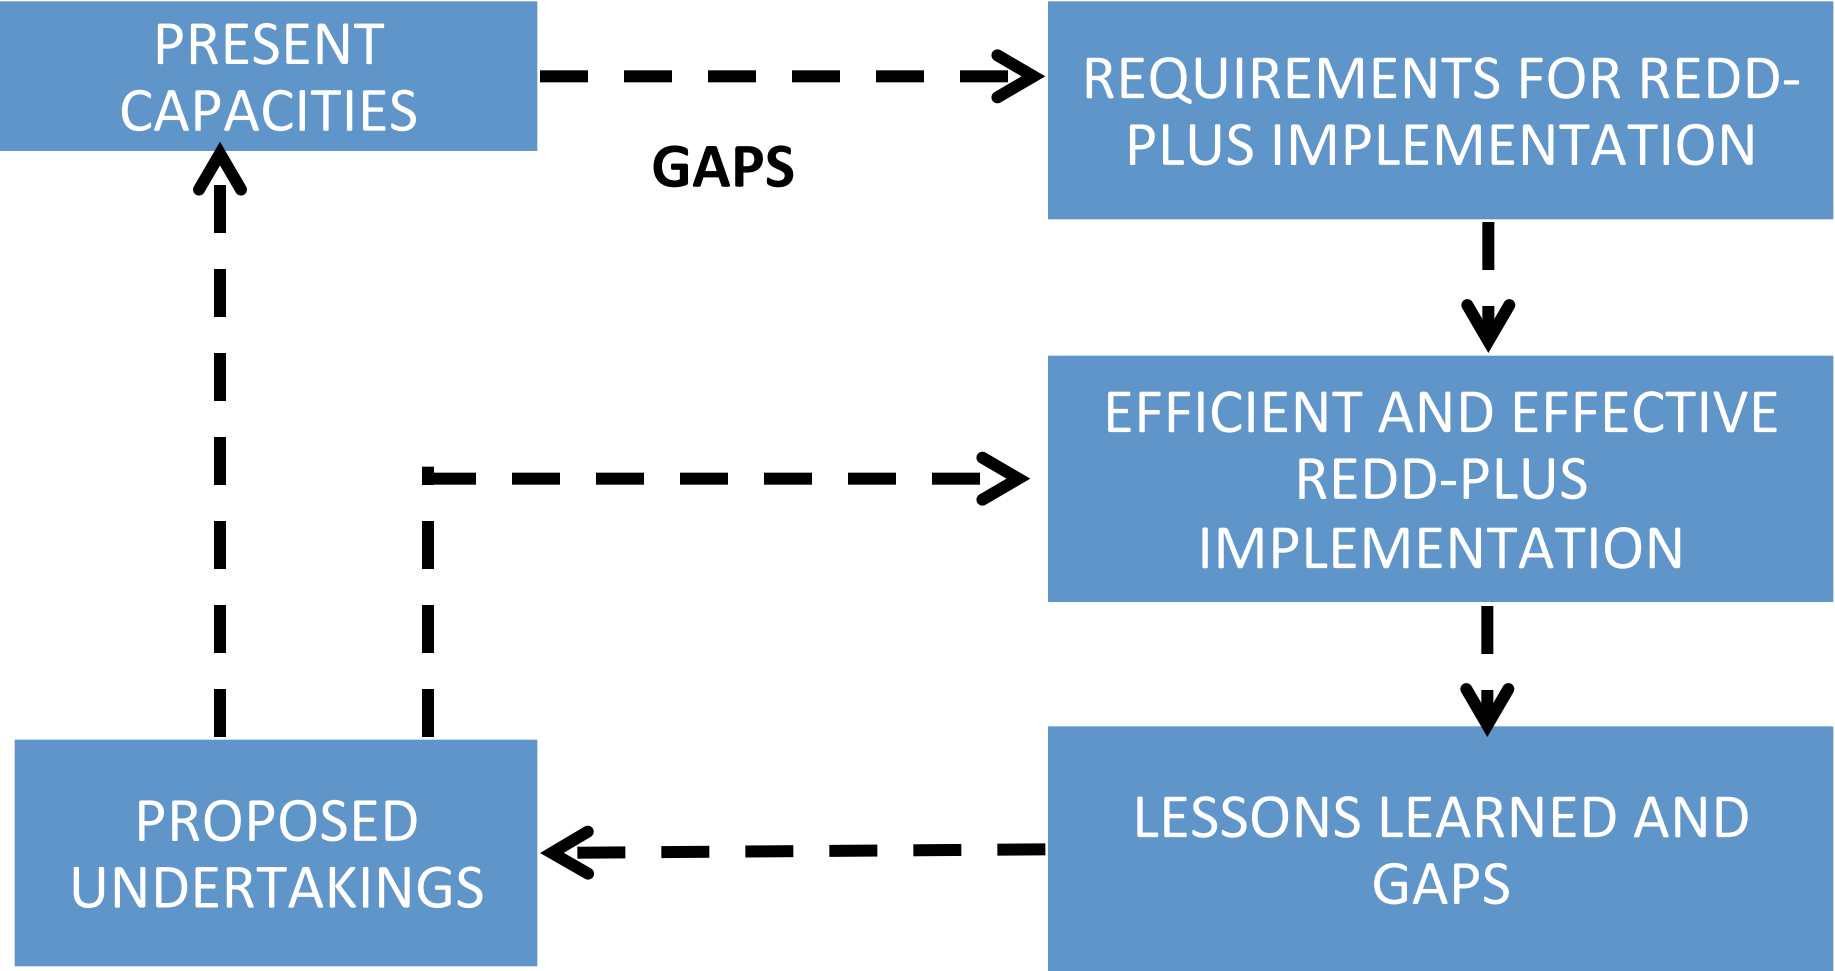 PRESENT
CAPACITIES
GAPS
REQUIREMENTS FOR REDD-
PLUS IMPLEMENTATION
EFFICIENT AND EFFECTIVE
REDD-PLUS
IMPLEMENTATION
PROPOSED
UNDERTAKINGS
LESSONS LEARNED AND
GAPS